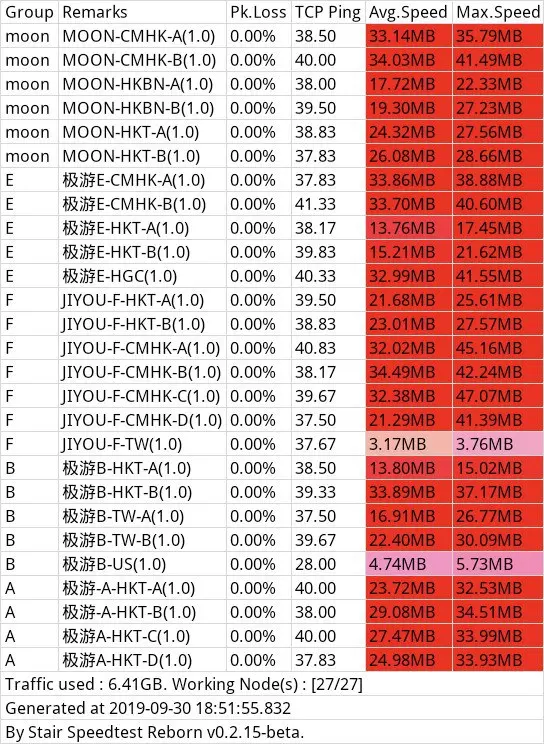 Group Remarks Pk.Loss TCP Ping Avg.Speed Max.Speed
moon MOON-CMHK-A(1.0) 0.00% 38.50 33.14MB 35.79MB
moon MOON-CMHK-B(1.0) 0.00% 40.00 34.03MB 41.49MB
moon MOON-HKBN-A(1.0) 0.00% 38.00 17.72MB 22.33MB
moon MOON-HKBN-B(1.0) 0.00% 39.50 19.30MB 27.23MB
moon MOON-HKT-A(1.0) 0.00% 38.83 24.32MB 27.56MB
moon MOON-HKT-B(1.0) 0.00% 37.83 26.08MB 28.66MB
E 极游E-CMHK-A(1.0) 0.00% 37.83 33.86MB 38.88MB
E 极游E-CMHK-B(1.0) 0.00% 41.33 33.70MB 40.60MB
E 极游E-HKT-A(1.0) 0.00% 38.17 13.76MB 17.45MB
E 极游E-HKT-B(1.0) 0.00% 39.83 15.21MB 21.62MB
E 极游E-HGC(1.0) 0.00% 40.33 32.99MB 41.55MB
F JIYOU-F-HKT-A(1.0) 0.00% 39.50 21.68MB 25.61MB
F JIYOU-F-HKT-B(1.0) 0.00% 38.83 23.01MB 27.57MB
F JIYOU-F-CMHK-A(1.0) 0.00% 40.83 32.02MB 45.16MB
F JIYOU-F-CMHK-B(1.0) 0.00% 38.17 34.49MB 42.24MB
F JIYOU-F-CMHK-C(1.0) 0.00% 39.67 32.38MB 47.07MB
F JIYOU-F-CMHK-D(1.0) 0.00% 37.50 21.29MB 41.39MB
F JIYOU-F-TW(1.0) 0.00% 37.67 3.17MB 3.76MB
B 极游B-HKT-A(1.0) 0.00% 38.50 13.80MB 15.02MB
B 极游B-HKT-B(1.0) 0.00% 39.33 33.89MB 37.17MB
B 极游B-TW-A(1.0) 0.00% 37.50 16.91MB 26.77MB
B 极游B-TW-B(1.0) 0.00% 39.67 22.40MB 30.09MB
B 极游B-US(1.0) 0.00% 28.00 4.74MB 5.73MB
A 极游-A-HKT-A(1.0) 0.00% 40.00 23.72MB 32.53MB
A 极游-A-HKT-B(1.0) 0.00% 38.00 29.08MB 34.51MB
A 极游A-HKT-C(1.0) 0.00% 40.00 27.47MB 33.99MB
A 极游A-HKT-D(1.0) 0.00% 37.83 24.98MB 33.93MB
Traffic used : 6.41GB. Working Node(s) : [27/27]
Generated at 2019-09-30 18:51:55.832
By Stair Speedtest Reborn v0.2.15-beta.